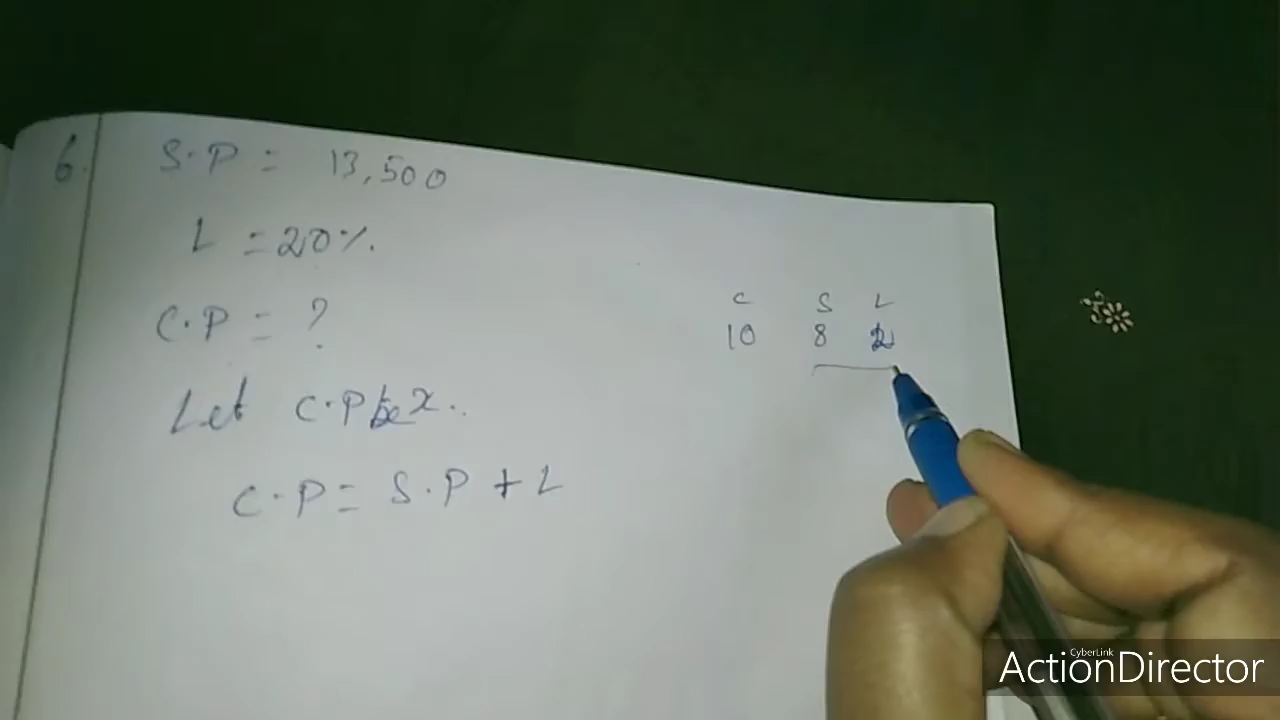 6. S.P = 13,500
L = 20%.
C.P = ?
Let C.P be x.
C.P = S.P + L
C S L
10 8 2
CyberLink
ActionDirector